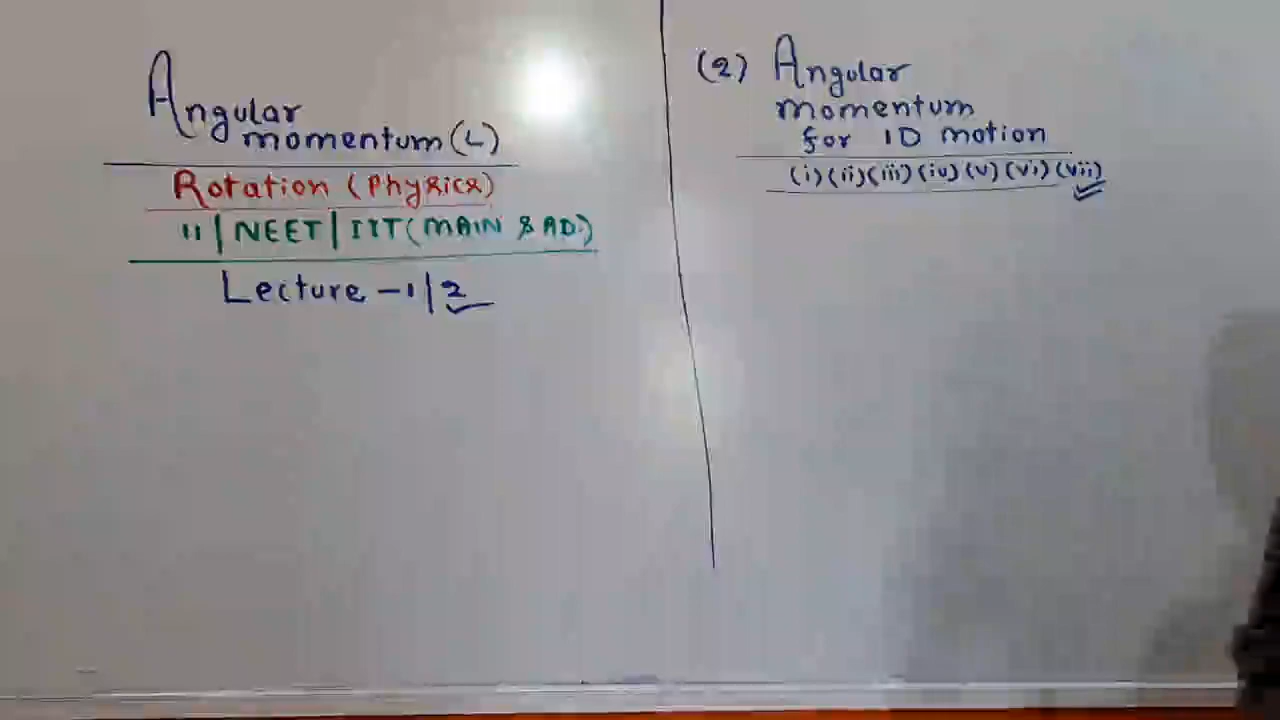 Angular
momentum (L)
Rotation (Physics)
11 | NEET | IIT (MAIN & AD.)
Lecture - 1 | 2
(2) Angular
momentum
for 1D motion
(i) (ii) (iii) (iv) (v) (vi) (vii)